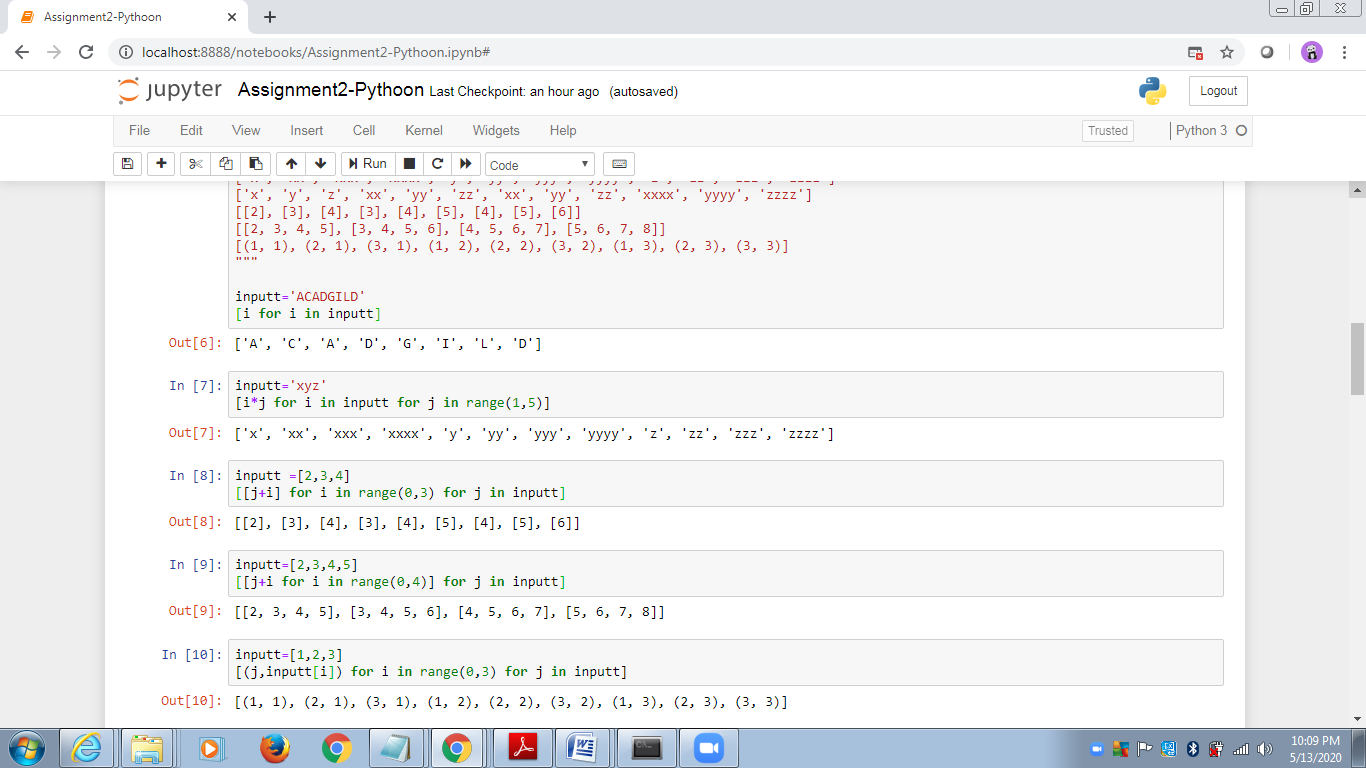 Assignment2-Pythoon
localhost:8888/notebooks/Assignment2-Pythoon.ipynb#
jupyter Assignment2-Pythoon Last Checkpoint: an hour ago (autosaved)
Logout
File Edit View Insert Cell Kernel Widgets Help
Trusted Python 3
Run Code
['x', 'y', 'z', 'xx', 'yy', 'zz', 'xx', 'yy', 'zz', 'xxxx', 'yyyy', 'zzzz']
[[2], [3], [4], [3], [4], [5], [4], [5], [6]]
[[2, 3, 4, 5], [3, 4, 5, 6], [4, 5, 6, 7], [5, 6, 7, 8]]
[(1, 1), (2, 1), (3, 1), (1, 2), (2, 2), (3, 2), (1, 3), (2, 3), (3, 3)]
"""
inputt='ACADGILD'
[i for i in inputt]
Out[6]: ['A', 'C', 'A', 'D', 'G', 'I', 'L', 'D']
In [7]: inputt='xyz'
[i*j for i in inputt for j in range(1,5)]
Out[7]: ['x', 'xx', 'xxx', 'xxxx', 'y', 'yy', 'yyy', 'yyyy', 'z', 'zz', 'zzz', 'zzzz']
In [8]: inputt =[2,3,4]
[[j+i] for i in range(0,3) for j in inputt]
Out[8]: [[2], [3], [4], [3], [4], [5], [4], [5], [6]]
In [9]: inputt=[2,3,4,5]
[[j+i for i in range(0,4)] for j in inputt]
Out[9]: [[2, 3, 4, 5], [3, 4, 5, 6], [4, 5, 6, 7], [5, 6, 7, 8]]
In [10]: inputt=[1,2,3]
[(j,inputt[i]) for i in range(0,3) for j in inputt]
Out[10]: [(1, 1), (2, 1), (3, 1), (1, 2), (2, 2), (3, 2), (1, 3), (2, 3), (3, 3)]
10:09 PM
5/13/2020